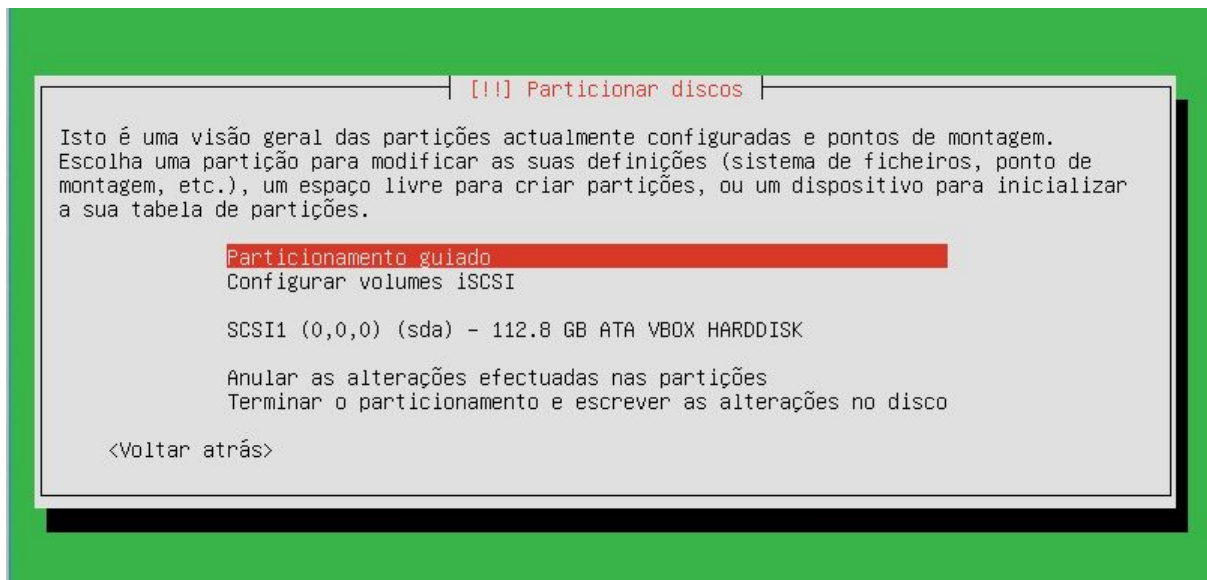 [!!] Particionar discos
Isto é uma visão geral das partições actualmente configuradas e pontos de montagem.
Escolha uma partição para modificar as suas definições (sistema de ficheiros, ponto de
montagem, etc.), um espaço livre para criar partições, ou um dispositivo para inicializar
a sua tabela de partições.
Particionamento guiado
Configurar volumes iSCSI
SCSI1 (0,0,0) (sda) - 112.8 GB ATA VBOX HARDDISK
Anular as alterações efectuadas nas partições
Terminar o particionamento e escrever as alterações no disco
<Voltar atrás>